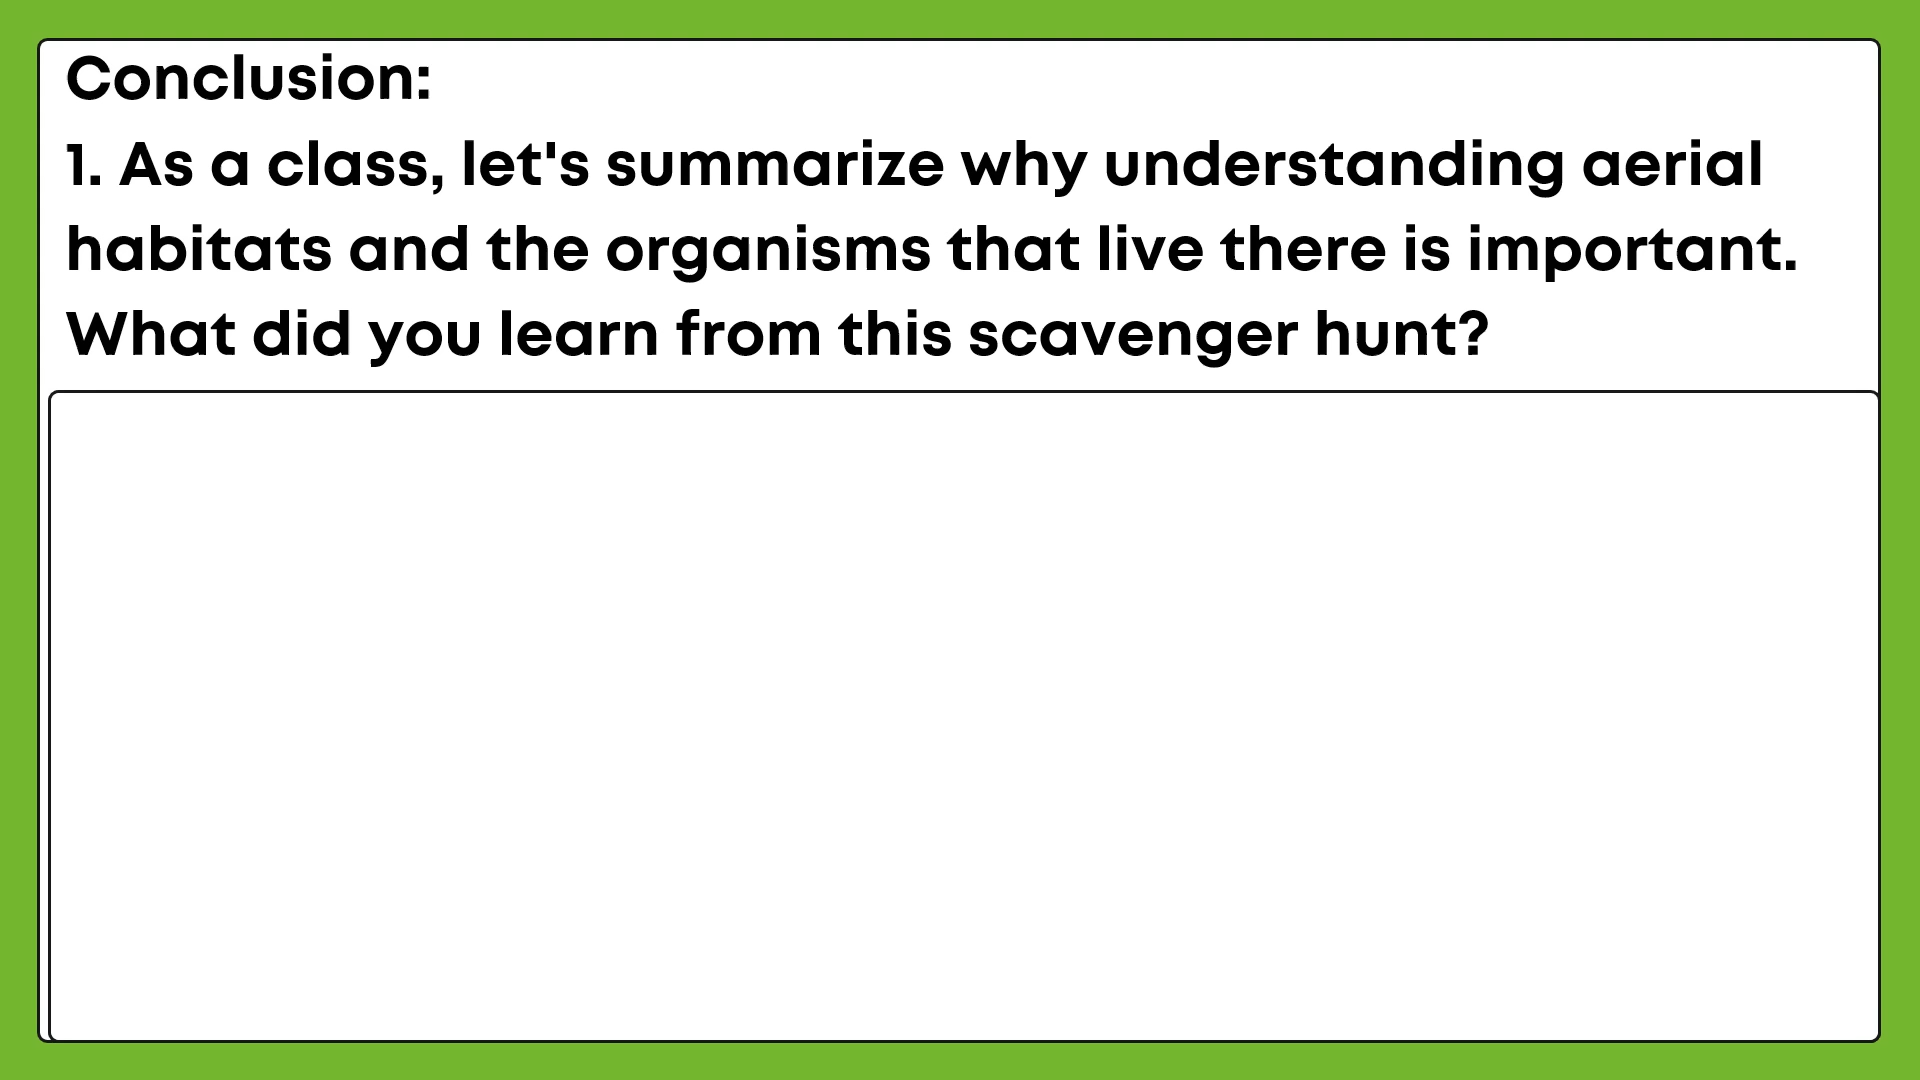 Conclusion:
1. As a class, let's summarize why understanding aerial
habitats and the organisms that live there is important.
What did you learn from this scavenger hunt?